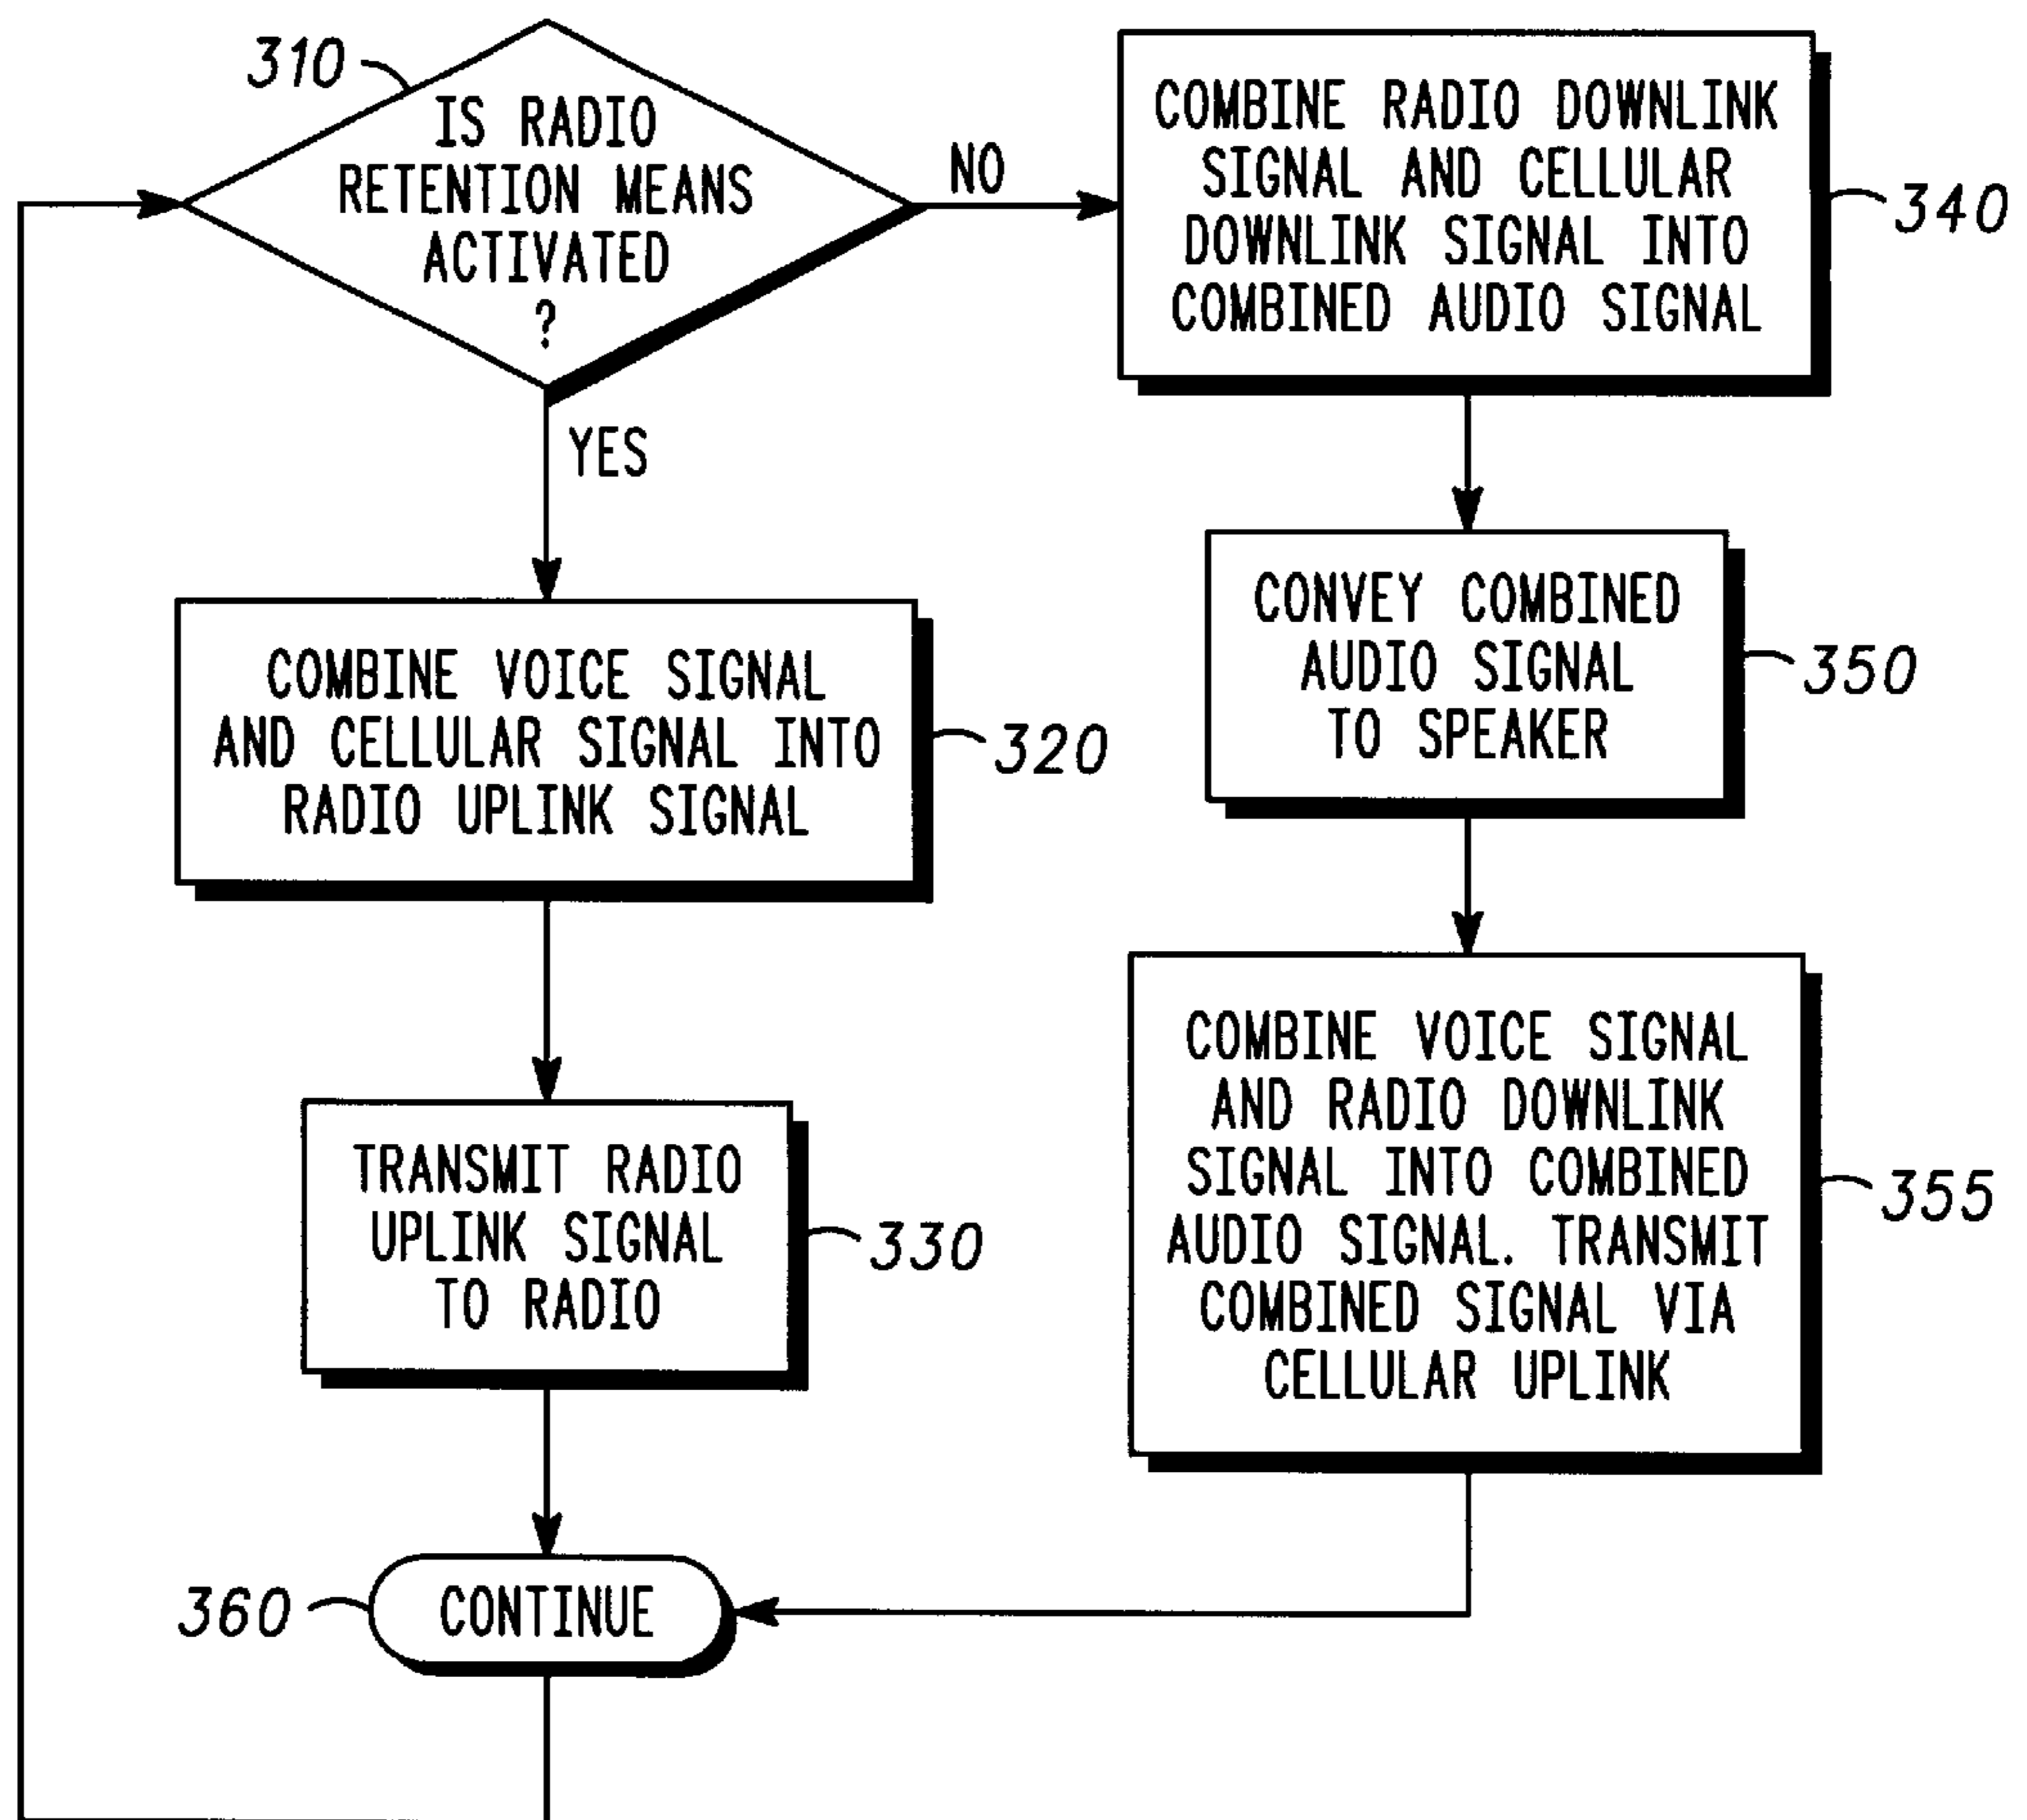 310
IS RADIO
RETENTION MEANS
ACTIVATED
?
NO
YES
COMBINE RADIO DOWNLINK
SIGNAL AND CELLULAR
DOWNLINK SIGNAL INTO
COMBINED AUDIO SIGNAL
340
CONVEY COMBINED
AUDIO SIGNAL
TO SPEAKER
350
COMBINE VOICE SIGNAL
AND CELLULAR SIGNAL INTO
RADIO UPLINK SIGNAL
320
COMBINE VOICE SIGNAL
AND RADIO DOWNLINK
SIGNAL INTO COMBINED
AUDIO SIGNAL. TRANSMIT
COMBINED SIGNAL VIA
CELLULAR UPLINK
355
TRANSMIT RADIO
UPLINK SIGNAL
TO RADIO
330
360
CONTINUE